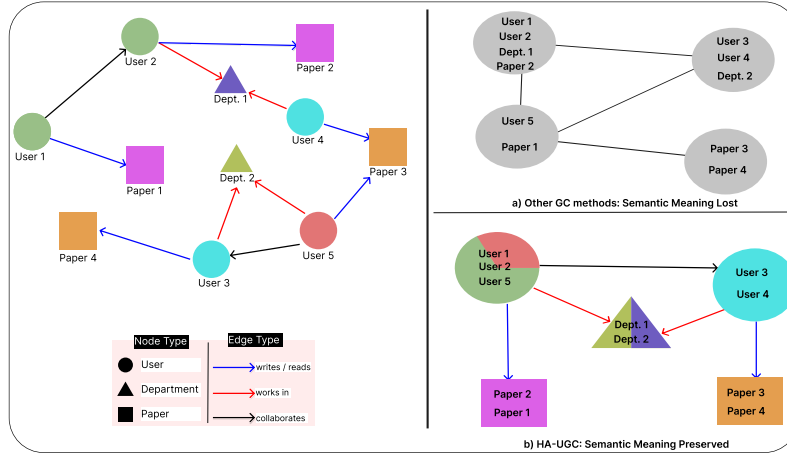 User 2
Paper 2
Dept. 1
User 1
Paper 1
User 4
Paper 3
Dept. 2
Paper 4
User 3
User 5
Node Type
Edge Type
User
Department
Paper
writes / reads
works in
collaborates
User 1
User 2
Dept. 1
Paper 2
User 3
User 4
Dept. 2
User 5
Paper 1
Paper 3
Paper 4
a) Other GC methods: Semantic Meaning Lost
User 1
User 2
User 5
User 3
User 4
Dept. 1
Dept. 2
Paper 2
Paper 1
Paper 3
Paper 4
b) HA-UGC: Semantic Meaning Preserved